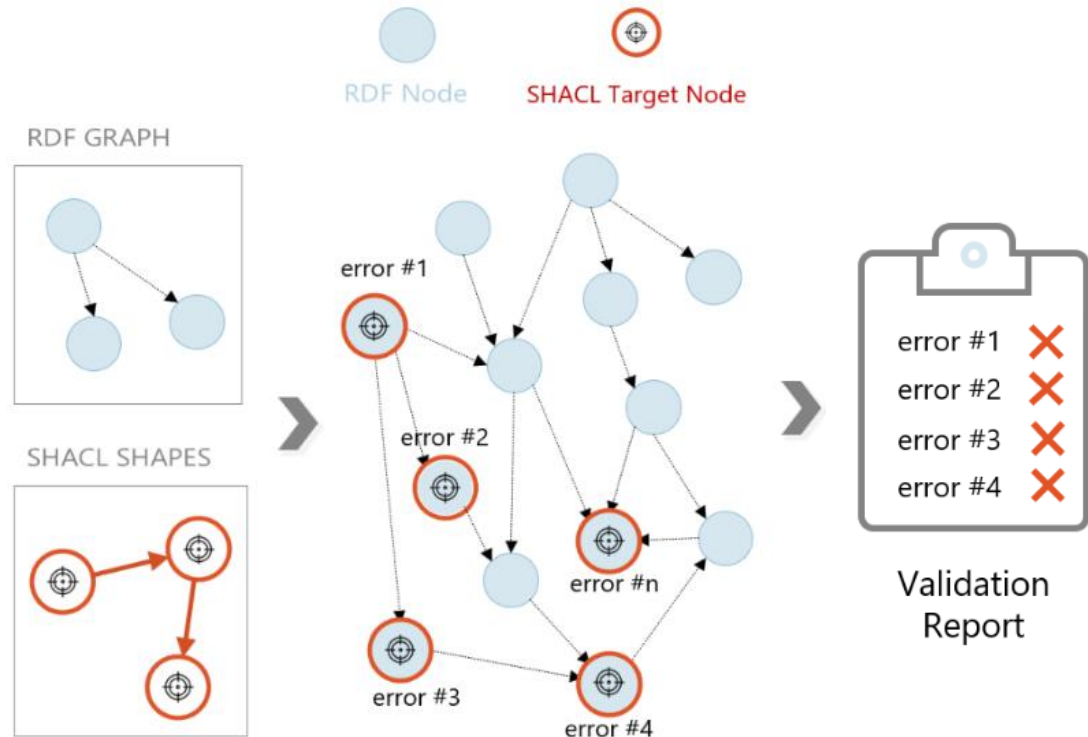 RDF Node
SHACL Target Node
RDF GRAPH
SHACL SHAPES
error #1
error #2
error #n
error #3
error #4
error #1
error #2
error #3
error #4
Validation
Report